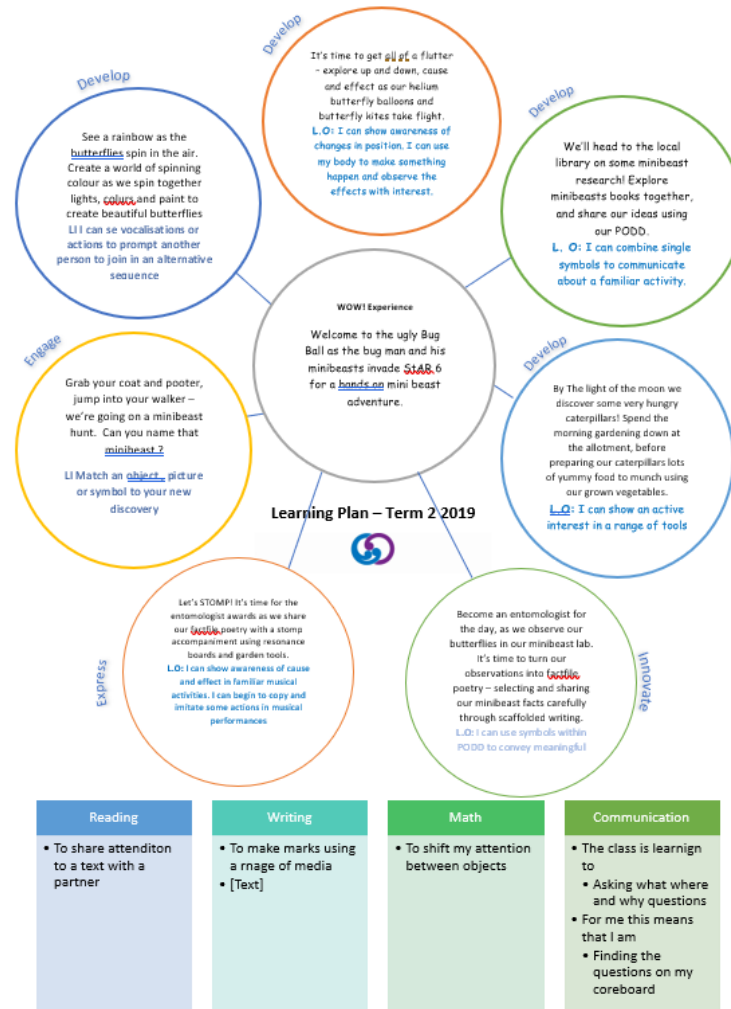 Develop
It's time to get all of a flutter
– explore up and down, cause
and effect as our helium
butterfly balloons and
butterfly kites take flight.
L.O: I can show awareness of
changes in position. I can use
my body to make something
happen and observe the
effects with interest.
Develop
See a rainbow as the
butterflies spin in the air.
Create a world of spinning
colour as we spin together
lights, colurs and paint to
create beautiful butterflies
LI I can se vocalisations or
actions to prompt another
person to join in an alternative
sequence
Develop
We'll head to the local
library on some minibeast
research! Explore
minibeasts books together,
and share our ideas using
our PODD.
L. O: I can combine single
symbols to communicate
about a familiar activity.
WOW! Experience
Welcome to the ugly Bug
Ball as the bug man and his
minibeasts invade StAR 6
for a hands on mini beast
adventure.
Engage
Grab your coat and pooter,
jump into your walker –
we're going on a minibeast
hunt. Can you name that
minibeast ?
LI Match an object , picture
or symbol to your new
discovery
Develop
By The light of the moon we
discover some very hungry
caterpillars! Spend the
morning gardening down at
the allotment, before
preparing our caterpillars lots
of yummy food to munch using
our grown vegetables.
L.O: I can show an active
interest in a range of tools
Learning Plan – Term 2 2019
Express
Let's STOMP! It's time for the
entomologist awards as we share
our factfile poetry with a stomp
accompaniment using resonance
boards and garden tools.
L.O: I can show awareness of cause
and effect in familiar musical
activities. I can begin to copy and
imitate some actions in musical
performances
Innovate
Become an entomologist for
the day, as we observe our
butterflies in our minibeast lab.
It's time to turn our
observations into factfile
poetry – selecting and sharing
our minibeast facts carefully
through scaffolded writing.
L.O: I can use symbols within
PODD to convey meaningful
Reading
• To share attenditon
to a text with a
partner
Writing
• To make marks using
a rnage of media
• [Text]
Math
• To shift my attention
between objects
Communication
• The class is learnign
to
• Asking what where
and why questions
• For me this means
that I am
• Finding the
questions on my
coreboard